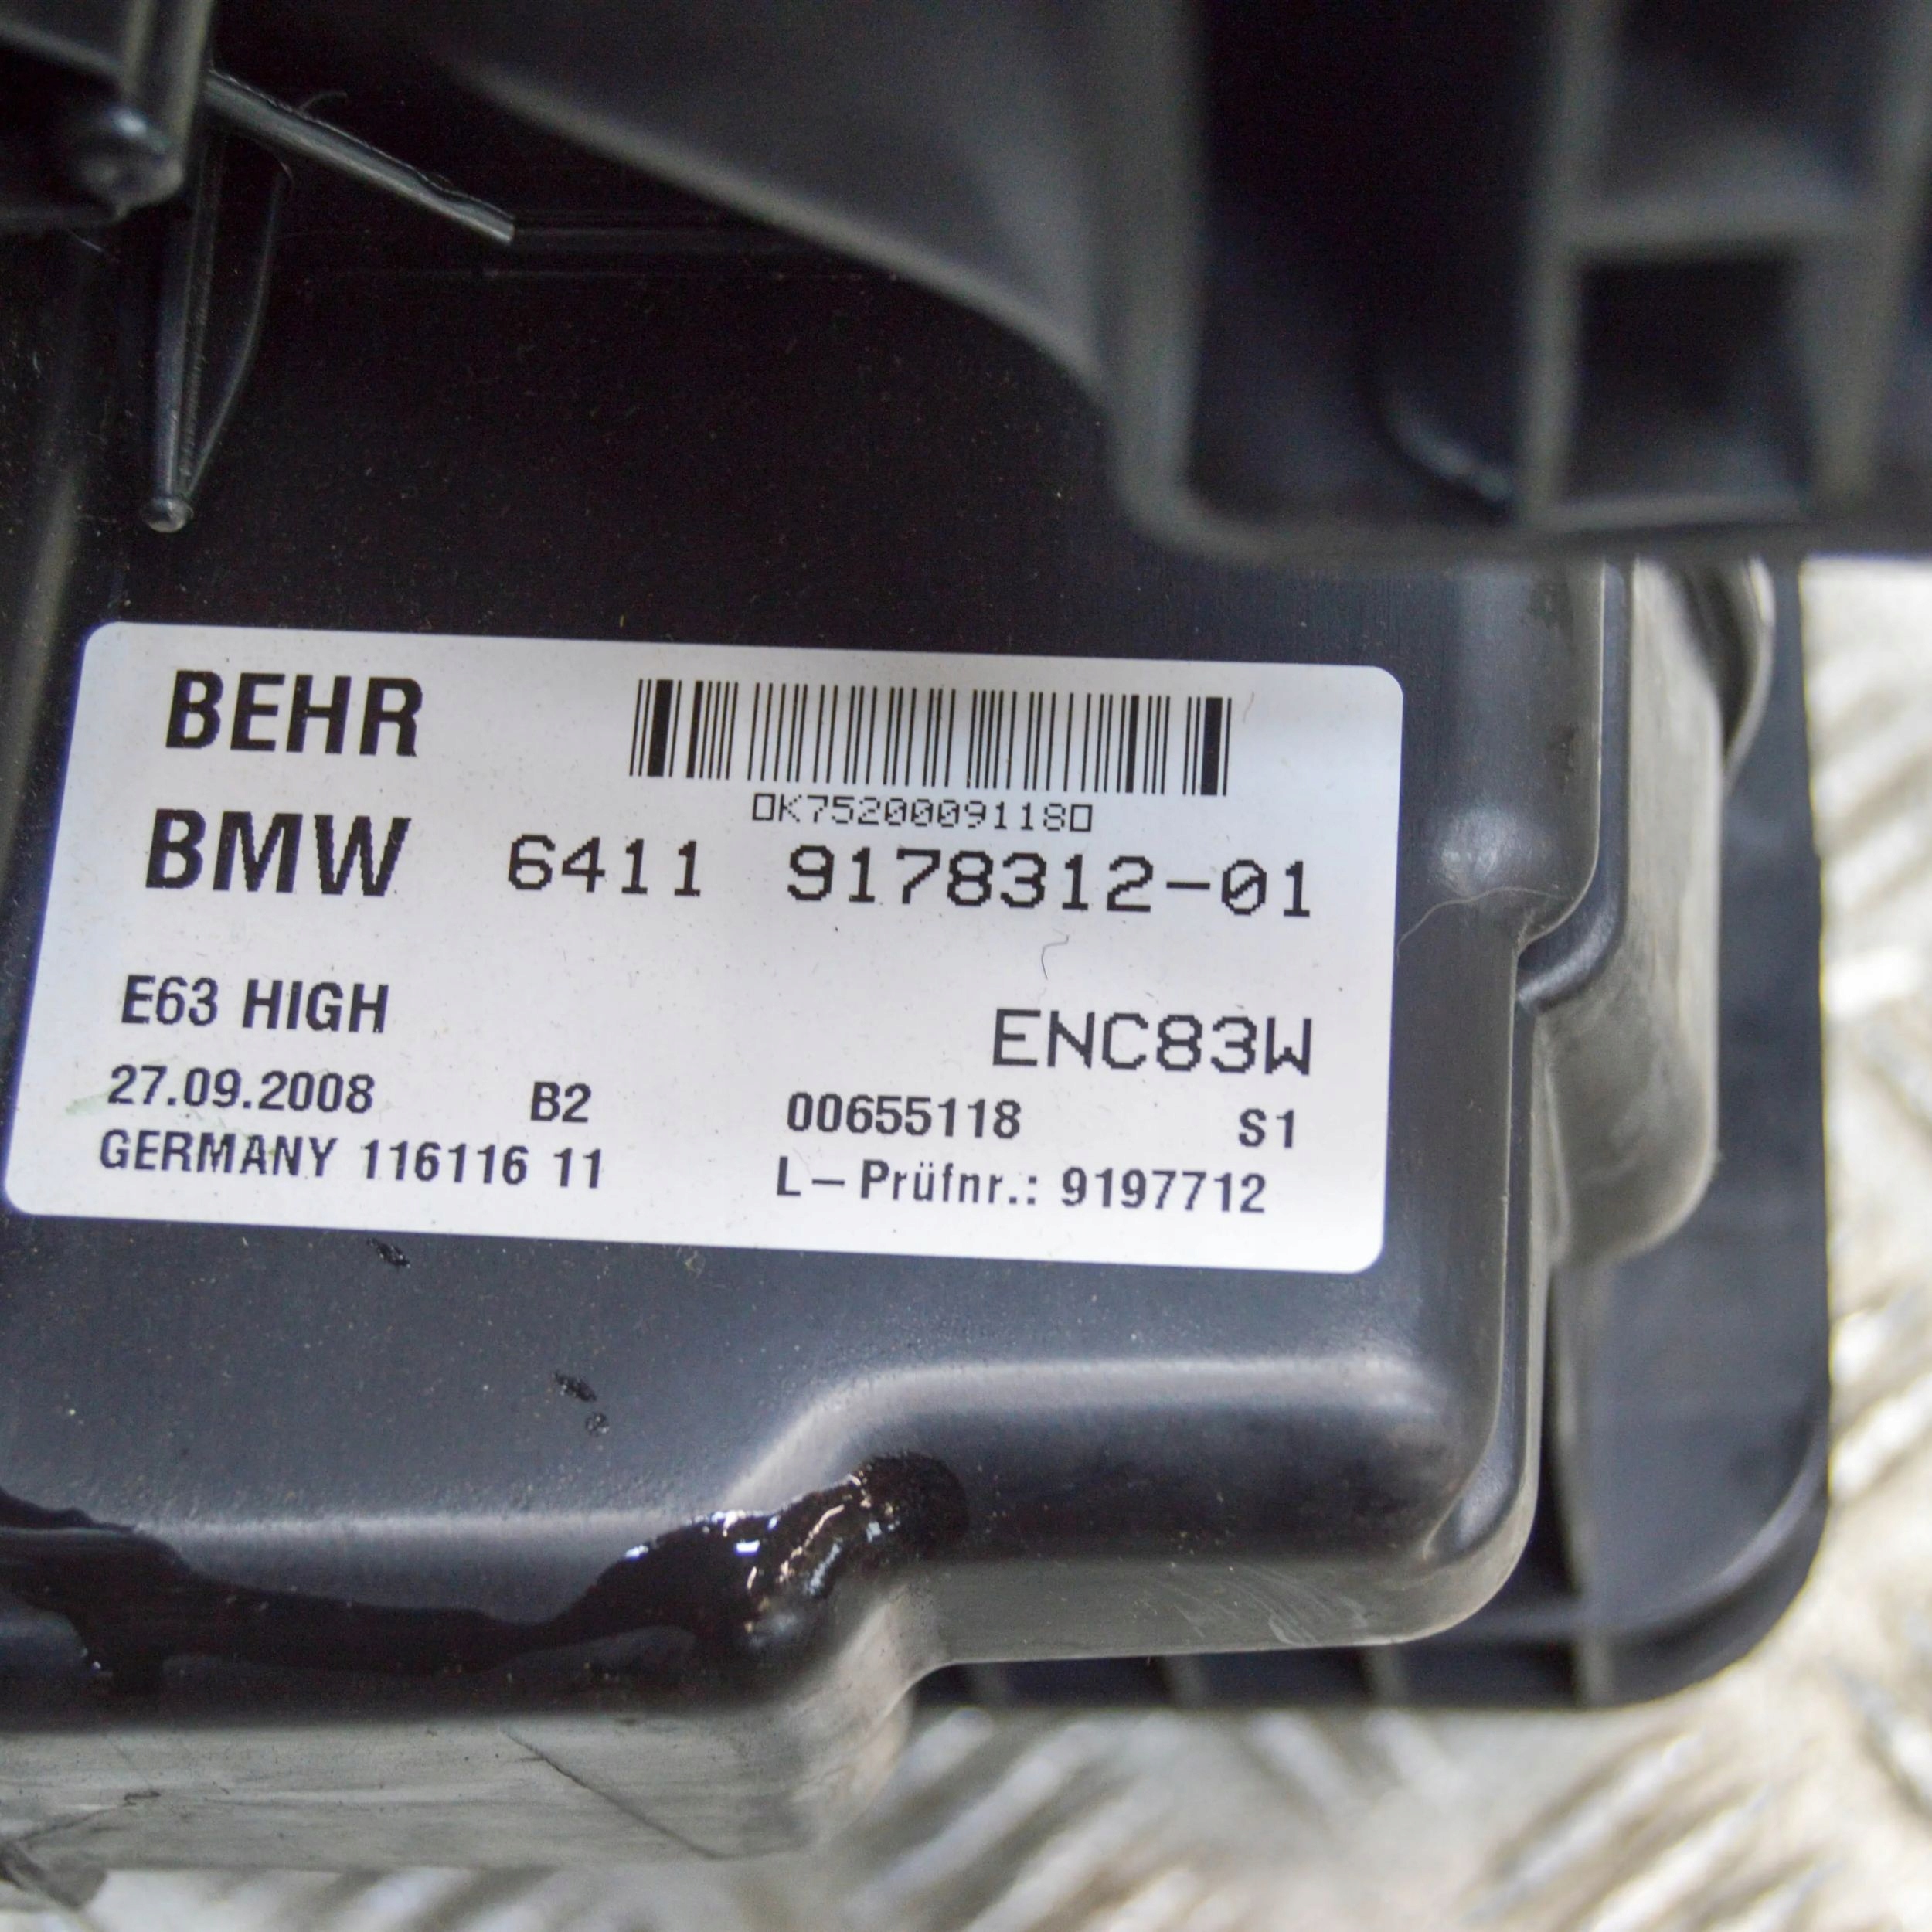 BEHR
▯K7520009118▯
BMW 6411 9178312-01
E63 HIGH ENC83W
27.09.2008 B2 00655118 S1
GERMANY 116116 11 L-Prüfnr.: 9197712